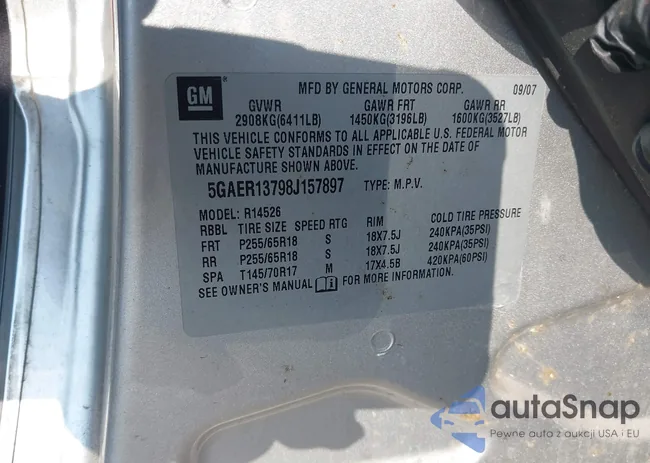 GM
MFD BY GENERAL MOTORS CORP. 09/07
GVWR GAWR FRT GAWR RR
2908KG(6411LB) 1450KG(3196LB) 1600KG(3527LB)
THIS VEHICLE CONFORMS TO ALL APPLICABLE U.S. FEDERAL MOTOR
VEHICLE SAFETY STANDARDS IN EFFECT ON THE DATE OF
MANUFACTURE SHOWN ABOVE.
5GAER13798J157897 TYPE: M.P.V.
MODEL: R14526
RBBL TIRE SIZE SPEED RTG RIM COLD TIRE PRESSURE
FRT P255/65R18 S 18X7.5J 240KPA(35PSI)
RR P255/65R18 S 18X7.5J 240KPA(35PSI)
SPA T145/70R17 M 17X4.5B 420KPA(60PSI)
SEE OWNER'S MANUAL FOR MORE INFORMATION.
autaSnap
Pewne auto z aukcji USA i EU